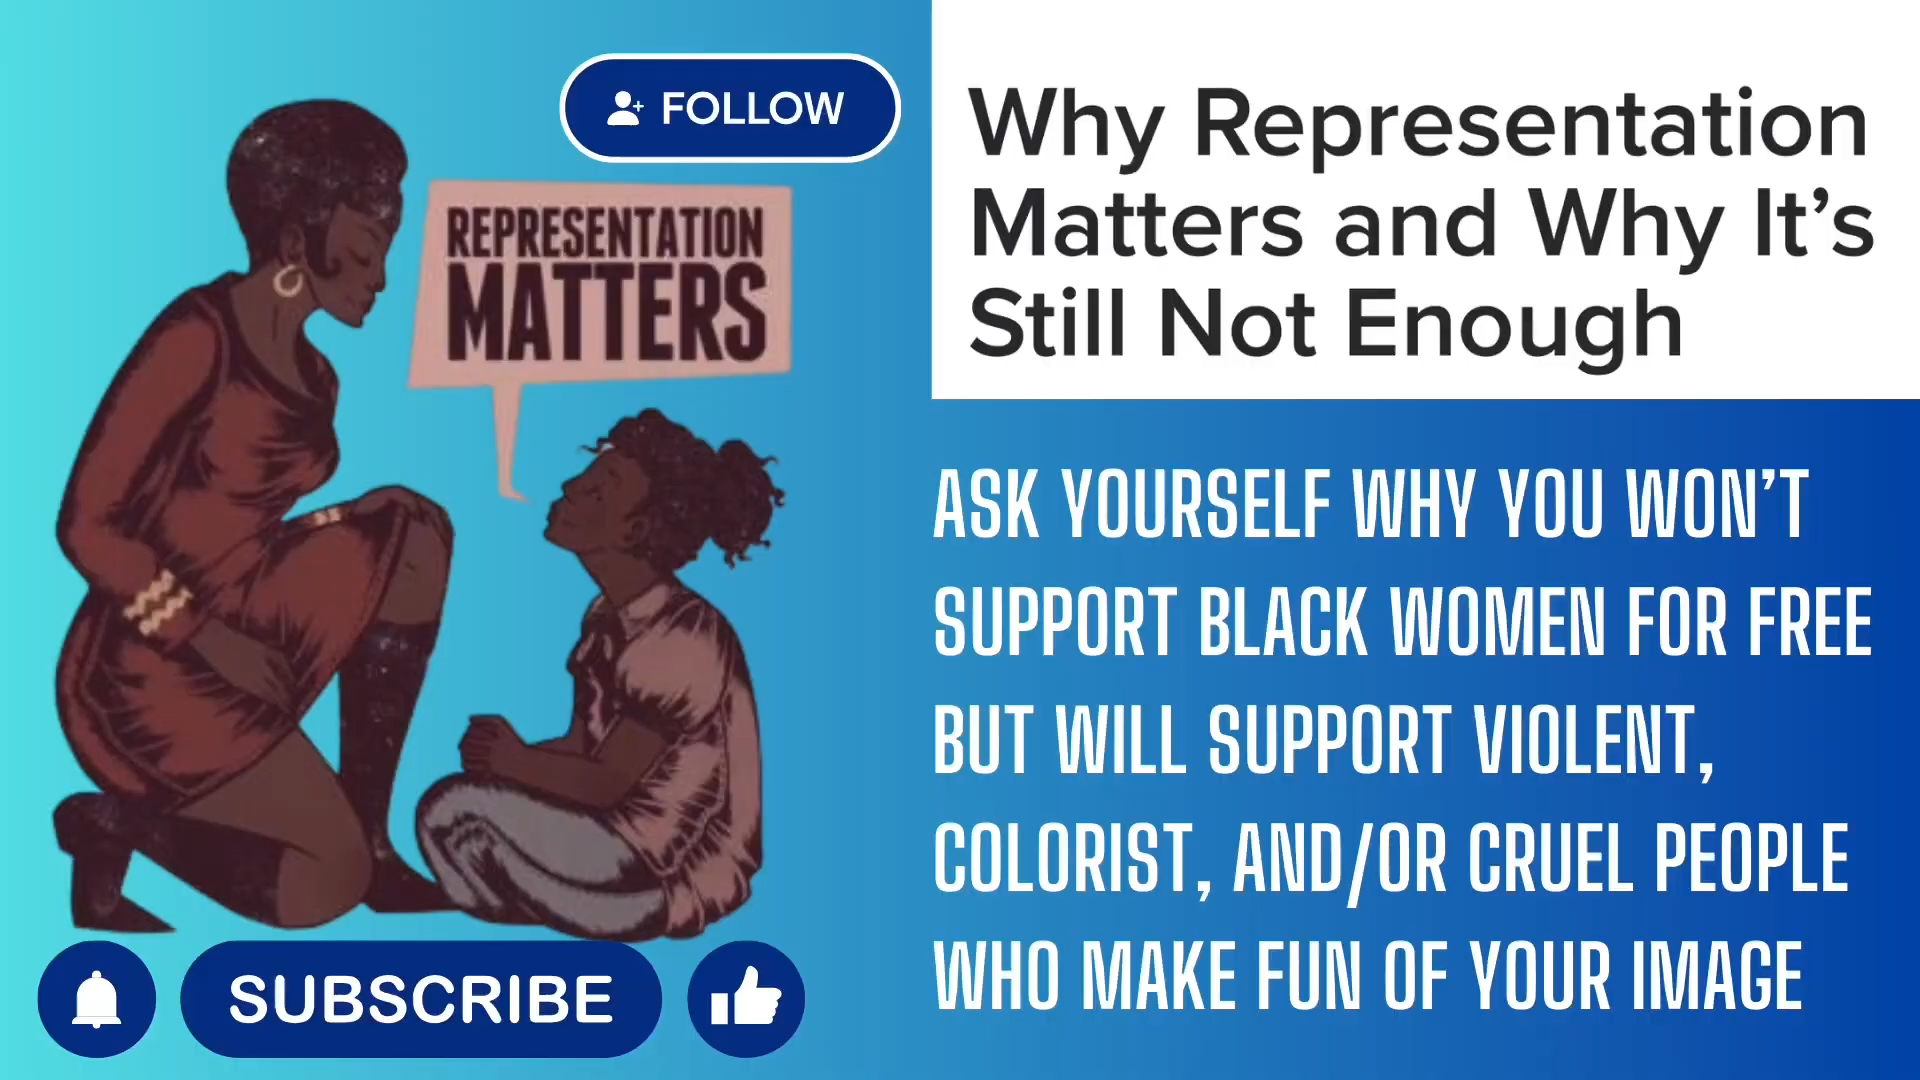 FOLLOW
REPRESENTATION
MATTERS
Why Representation
Matters and Why It’s
Still Not Enough
ASK YOURSELF WHY YOU WON’T
SUPPORT BLACK WOMEN FOR FREE
BUT WILL SUPPORT VIOLENT,
COLORIST, AND/OR CRUEL PEOPLE
WHO MAKE FUN OF YOUR IMAGE
SUBSCRIBE